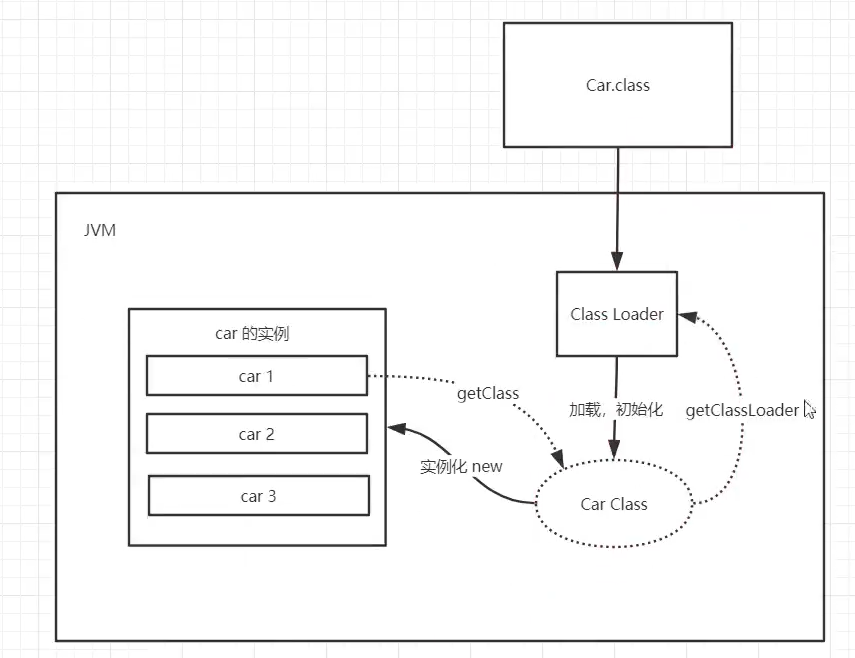 Car.class
JVM
Class Loader
car 的实例
car 1
getClass
加载，初始化
getClassLoader
car 2
实例化 new
car 3
Car Class